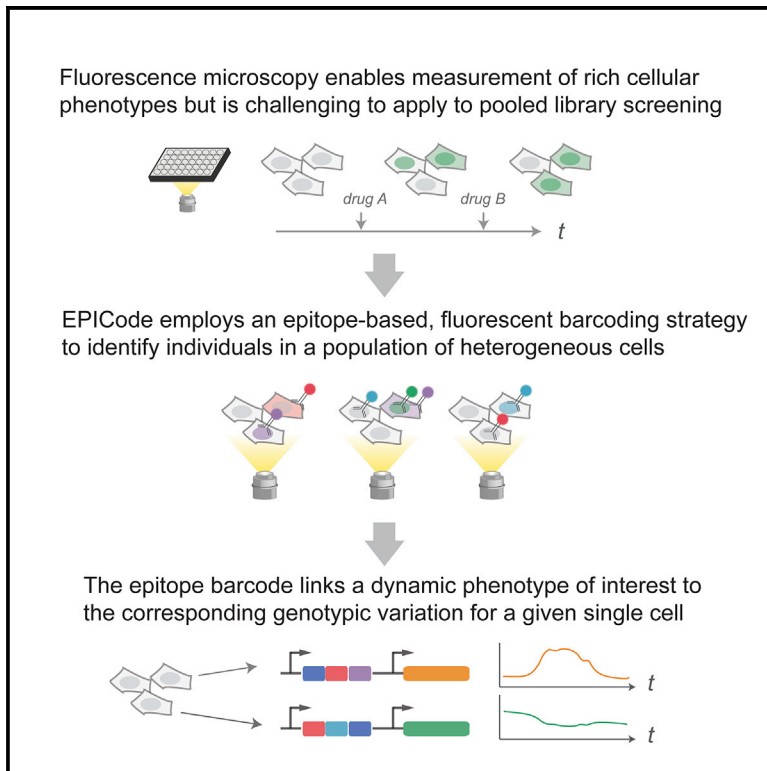 Fluorescence microscopy enables measurement of rich cellular
phenotypes but is challenging to apply to pooled library screening
drug A
drug B
t
EPICode employs an epitope-based, fluorescent barcoding strategy
to identify individuals in a population of heterogeneous cells
The epitope barcode links a dynamic phenotype of interest to
the corresponding genotypic variation for a given single cell
t
t